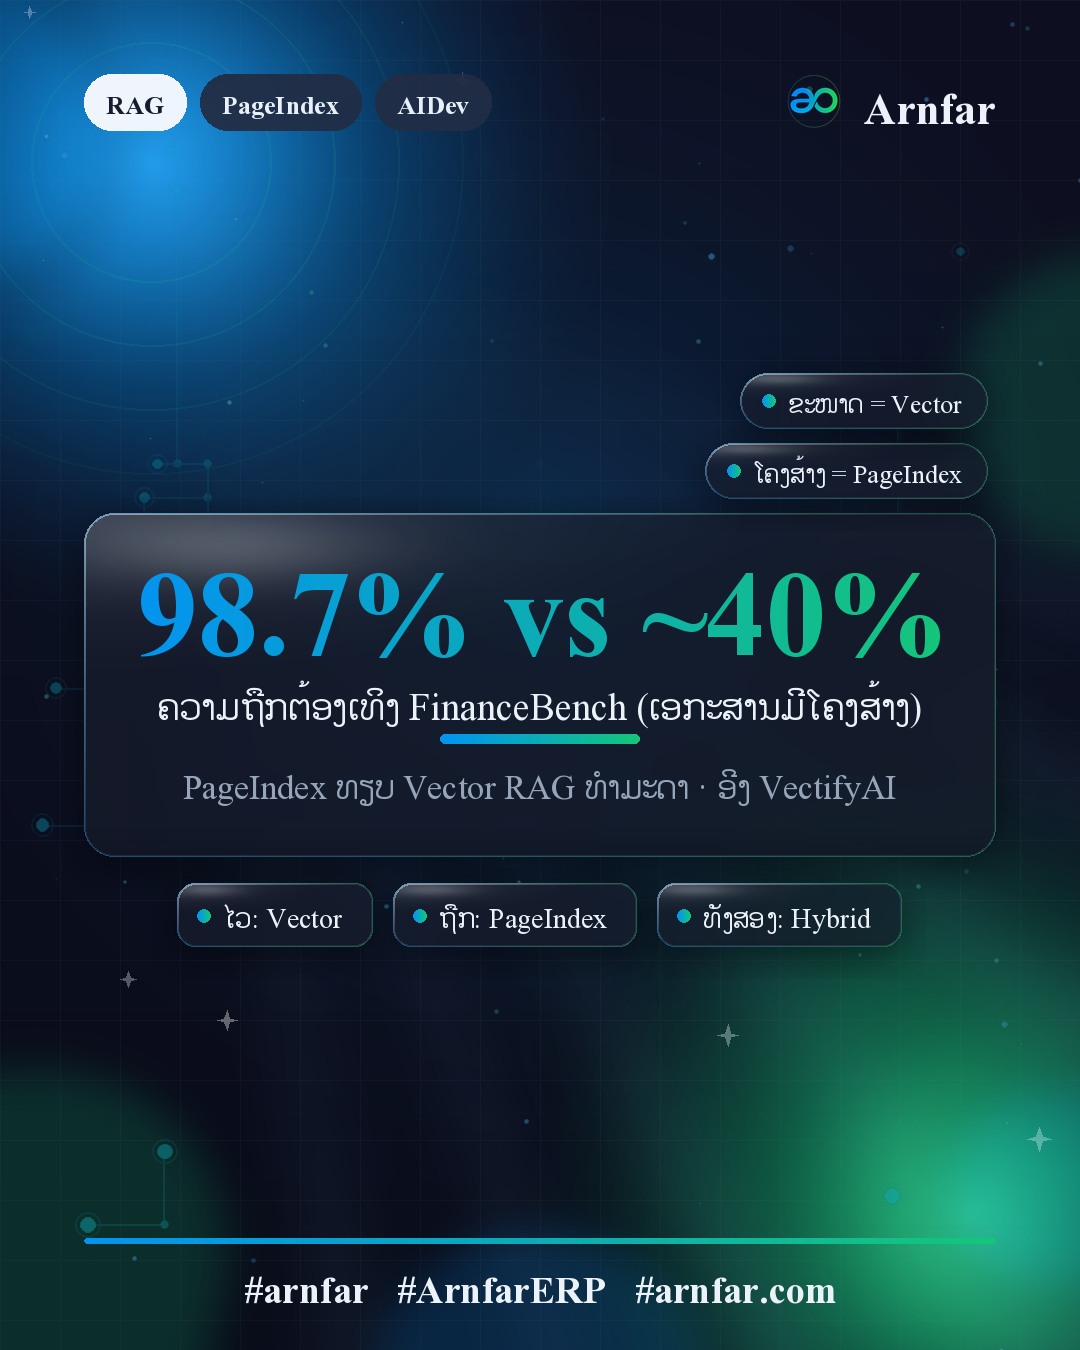 RAG PageIndex AIDev
Arnfar
ຂະໜາດ = Vector
ໂຄງສ້າງ = PageIndex
98.7% vs ~40%
ຄວາມຖືກຕ້ອງເທິງ FinanceBench (ເອກະສານມີໂຄງສ້າງ)
PageIndex ທຽບ Vector RAG ທຳມະດາ · ອີງ VectifyAI
ໄວ: Vector
ຖືກ: PageIndex
ທັງສອງ: Hybrid
#arnfar #ArnfarERP #arnfar.com